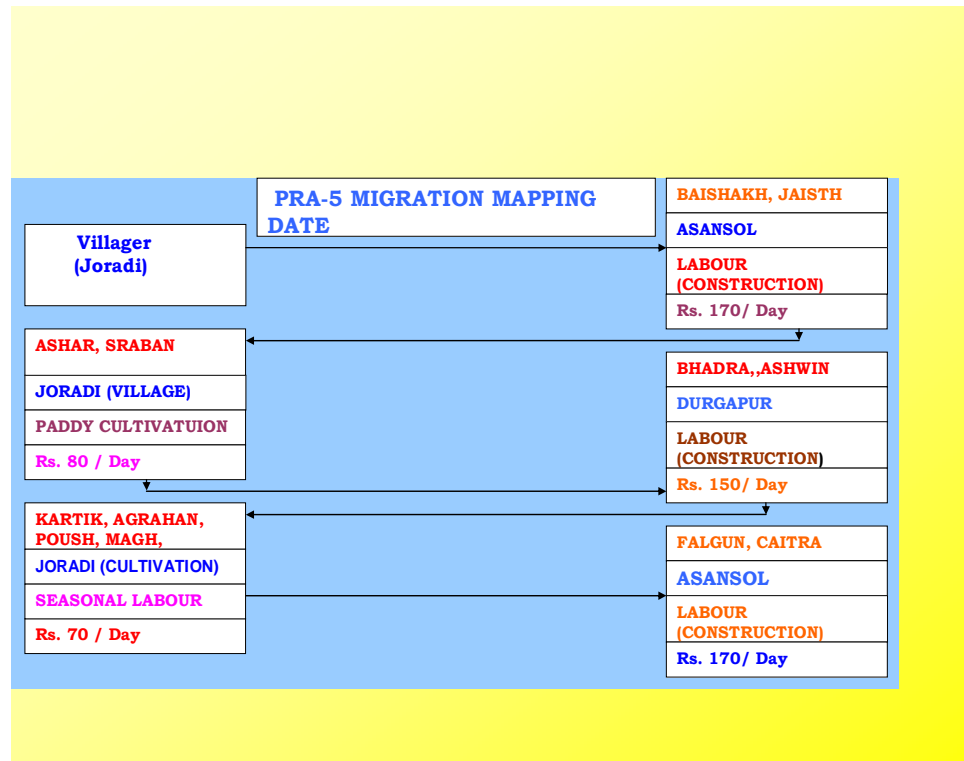 PRA-5 MIGRATION MAPPING
DATE
Villager
(Joradi)
BAISHAKH, JAISTH
ASANSOL
LABOUR
(CONSTRUCTION)
Rs. 170/ Day
ASHAR, SRABAN
JORADI (VILLAGE)
PADDY CULTIVATUION
Rs. 80 / Day
BHADRA,,ASHWIN
DURGAPUR
LABOUR
(CONSTRUCTION)
Rs. 150/ Day
KARTIK, AGRAHAN,
POUSH, MAGH,
JORADI (CULTIVATION)
SEASONAL LABOUR
Rs. 70 / Day
FALGUN, CAITRA
ASANSOL
LABOUR
(CONSTRUCTION)
Rs. 170/ Day